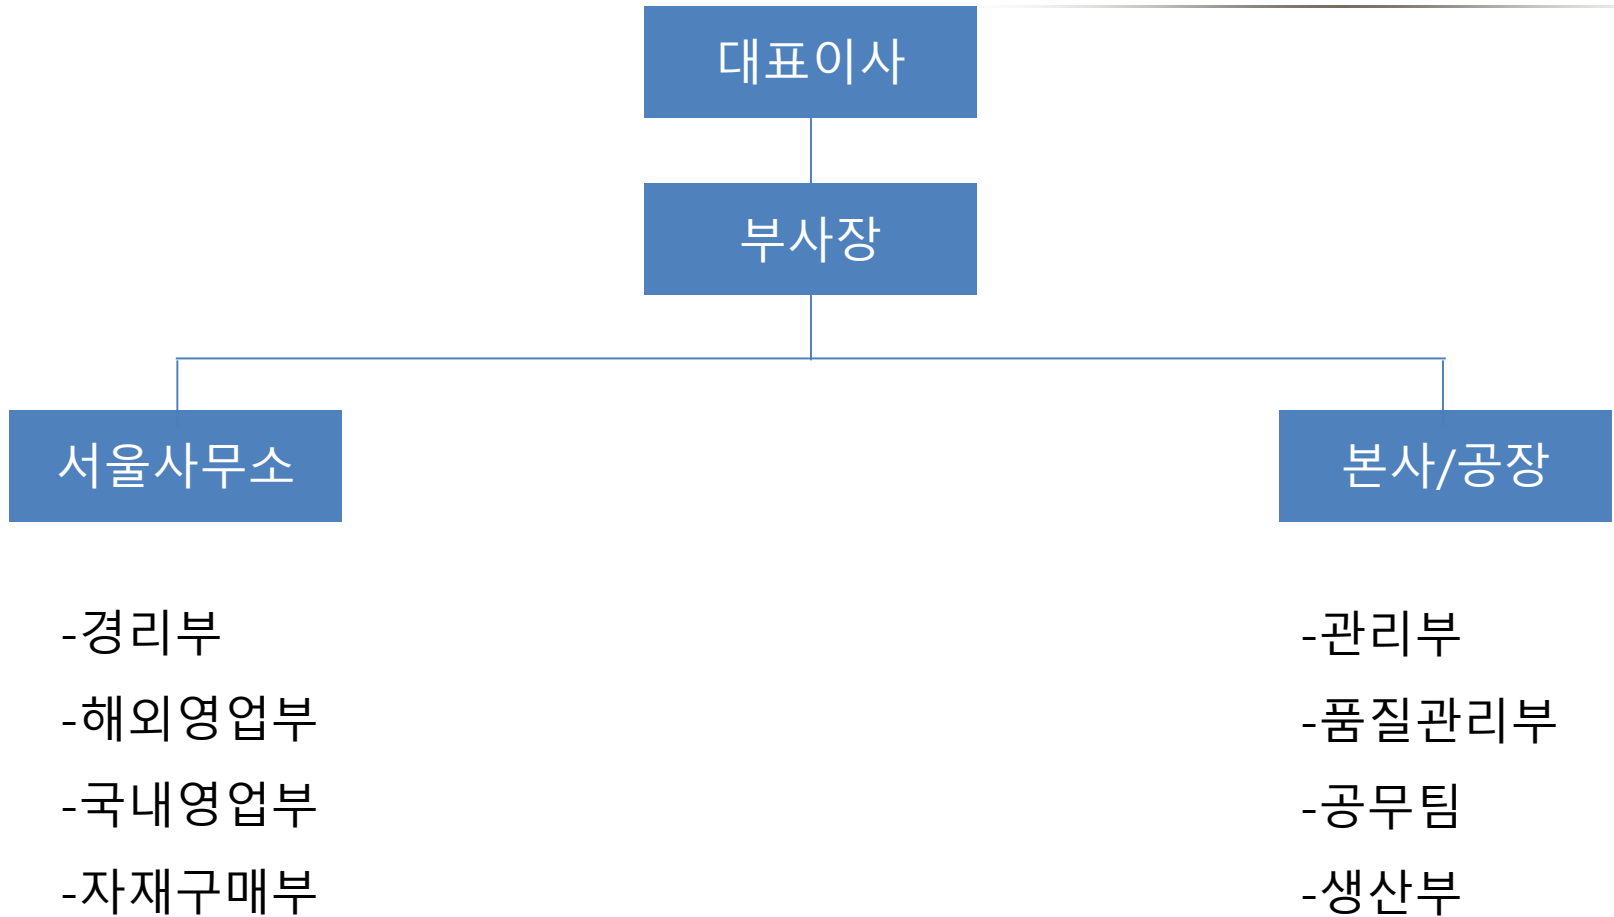 대표이사
부사장
서울사무소
본사/공장
-경리부
-해외영업부
-국내영업부
-자재구매부
-관리부
-품질관리부
-공무팀
-생산부